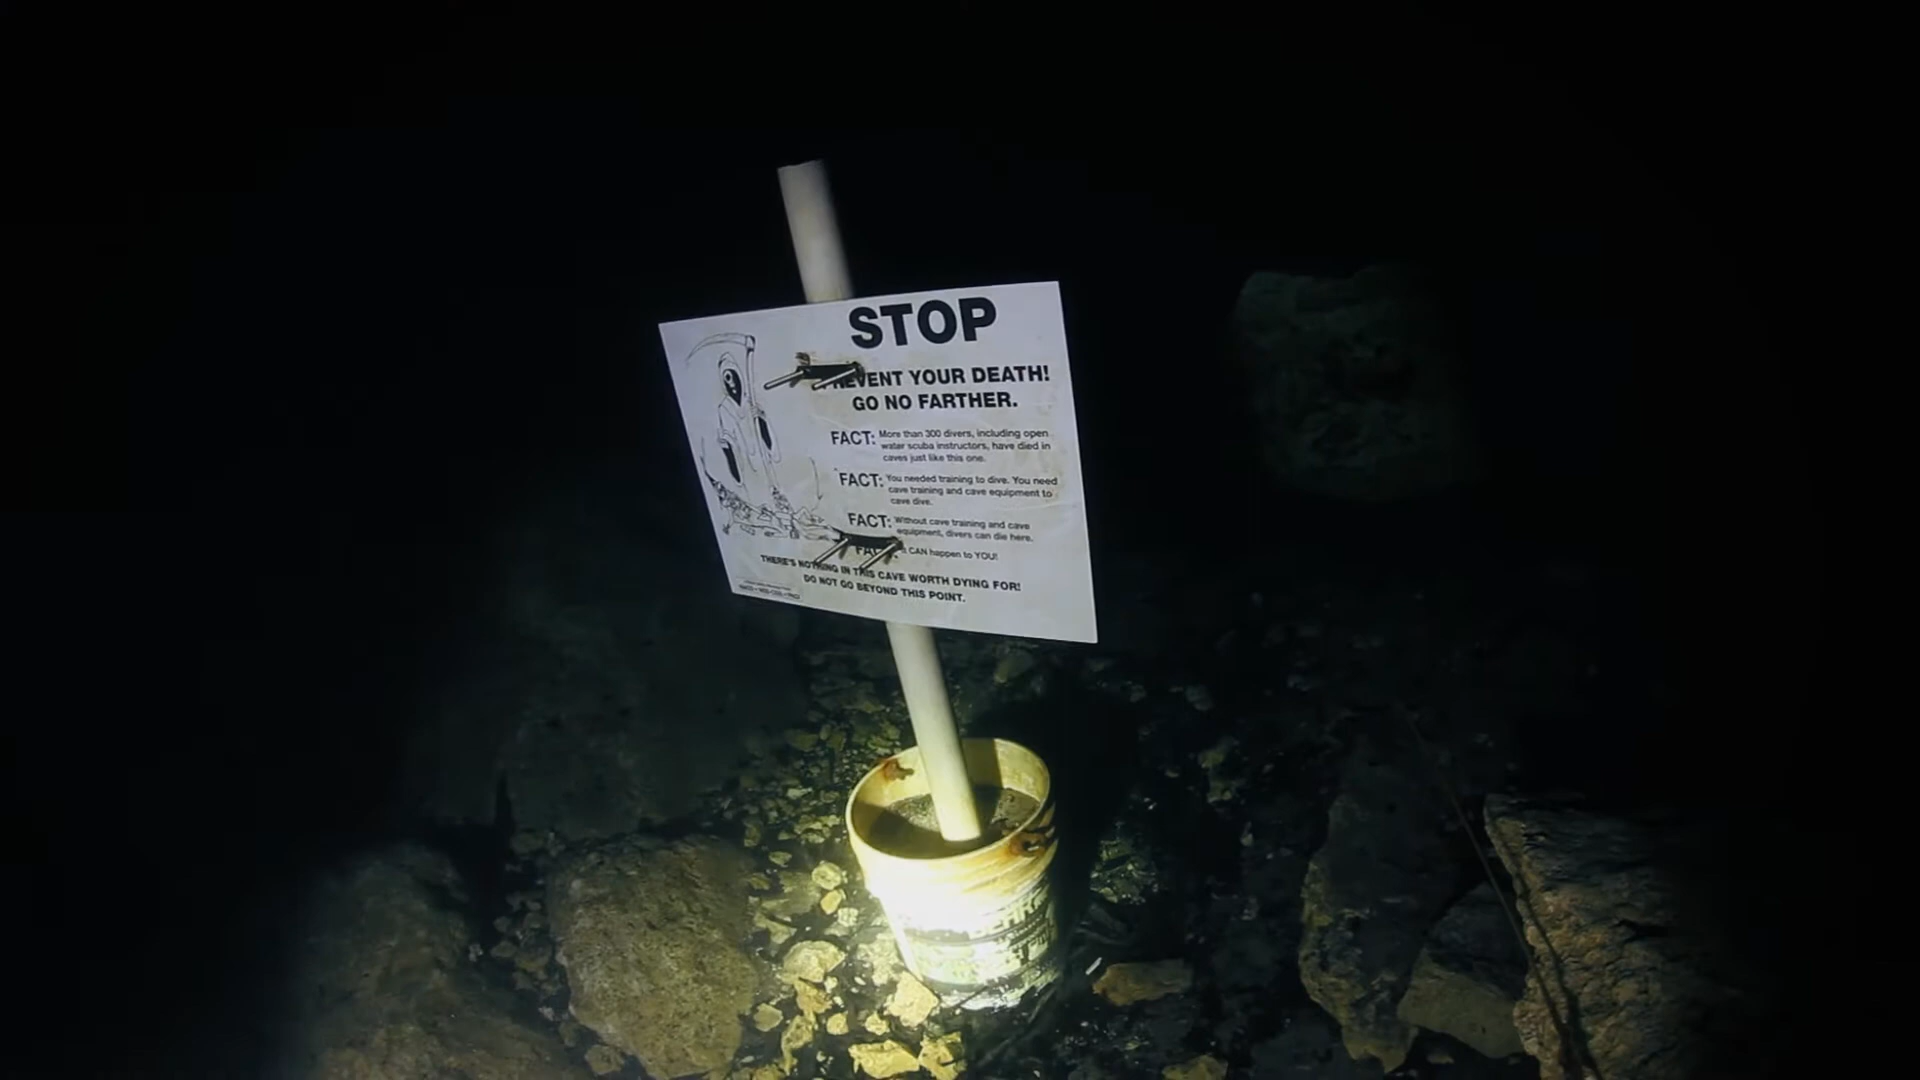 STOP
PREVENT YOUR DEATH!
GO NO FARTHER.
FACT: More than 300 divers, including open
water scuba instructors, have died in
caves just like this one.
FACT: You needed training to dive. You need
cave training and cave equipment to
cave dive.
FACT: Without cave training and cave
equipment, divers can die here.
FACT: It CAN happen to YOU!
THERE'S NOTHING IN THIS CAVE WORTH DYING FOR!
DO NOT GO BEYOND THIS POINT.